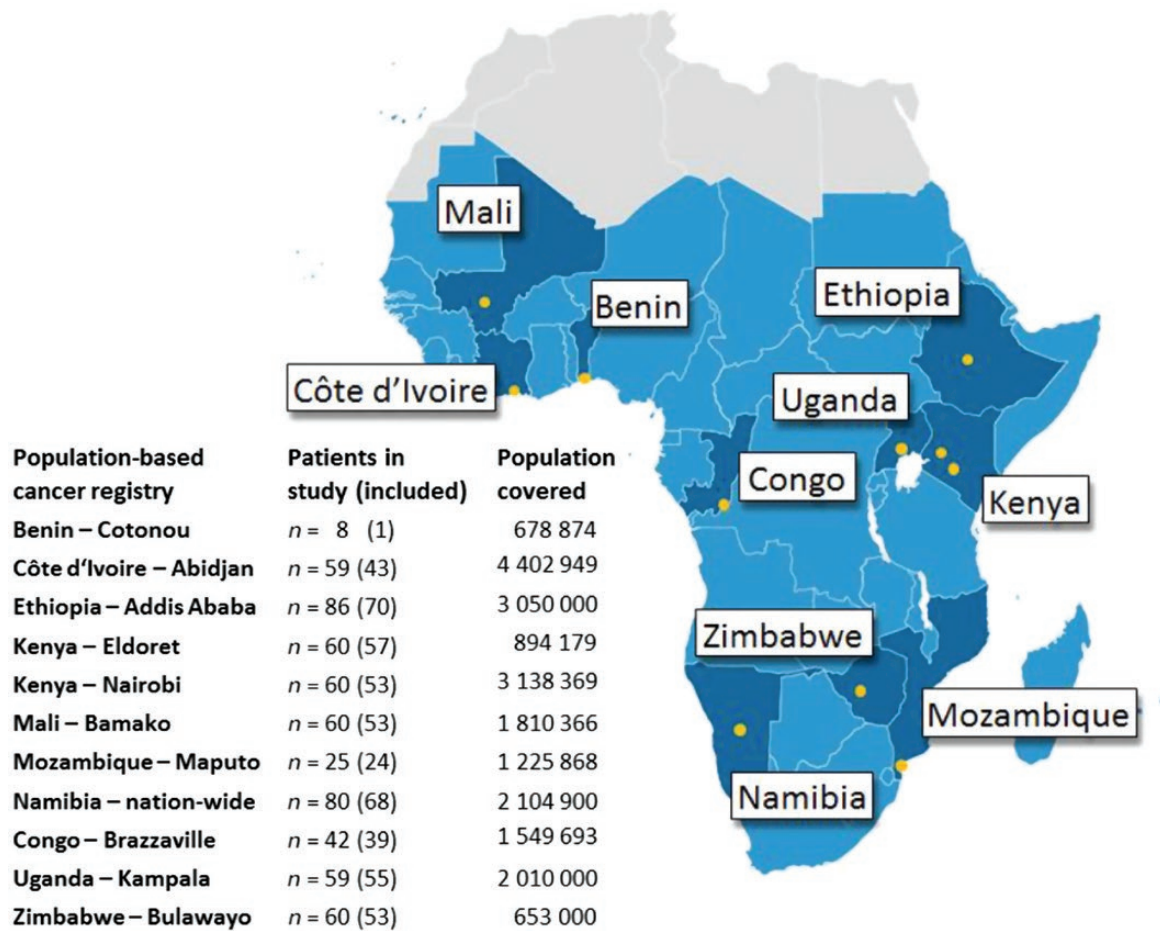 Mali
Benin
Ethiopia
Côte d’Ivoire
Uganda
Congo
Kenya
Zimbabwe
Mozambique
Namibia
Population-based cancer registry Patients in study (included) Population covered
Benin – Cotonou n = 8 (1) 678 874
Côte d‘Ivoire – Abidjan n = 59 (43) 4 402 949
Ethiopia – Addis Ababa n = 86 (70) 3 050 000
Kenya – Eldoret n = 60 (57) 894 179
Kenya – Nairobi n = 60 (53) 3 138 369
Mali – Bamako n = 60 (53) 1 810 366
Mozambique – Maputo n = 25 (24) 1 225 868
Namibia – nation-wide n = 80 (68) 2 104 900
Congo – Brazzaville n = 42 (39) 1 549 693
Uganda – Kampala n = 59 (55) 2 010 000
Zimbabwe – Bulawayo n = 60 (53) 653 000